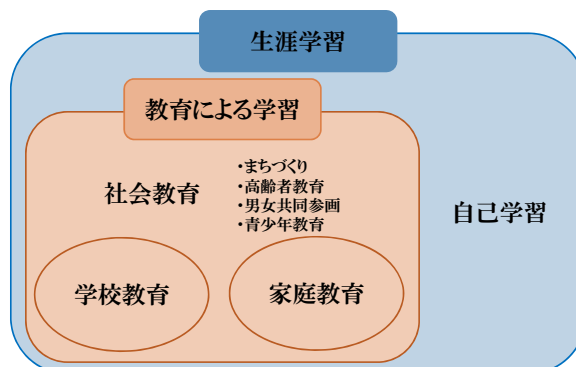 生涯学習
教育による学習
社会教育
・まちづくり
・高齢者教育
・男女共同参画
・青少年教育
自己学習
学校教育
家庭教育